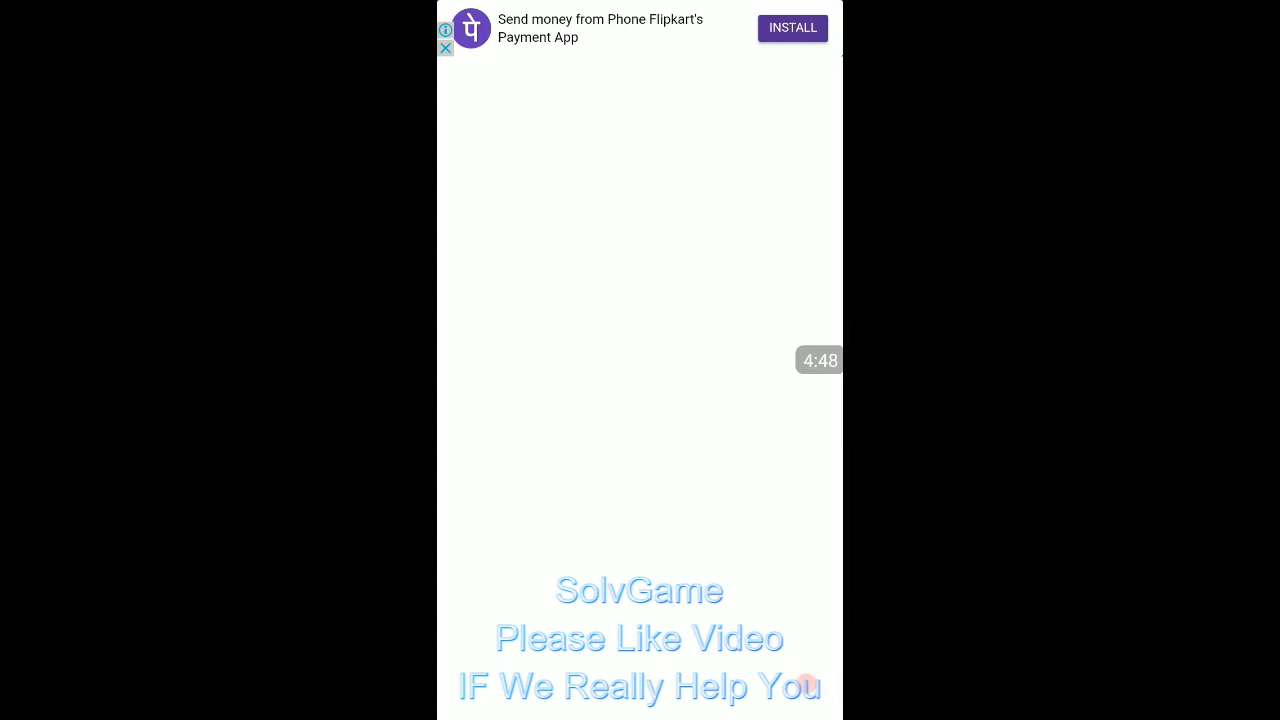 पे
Send money from Phone Flipkart's
Payment App
INSTALL
4:48
SolvGame
Please Like Video
IF We Really Help You